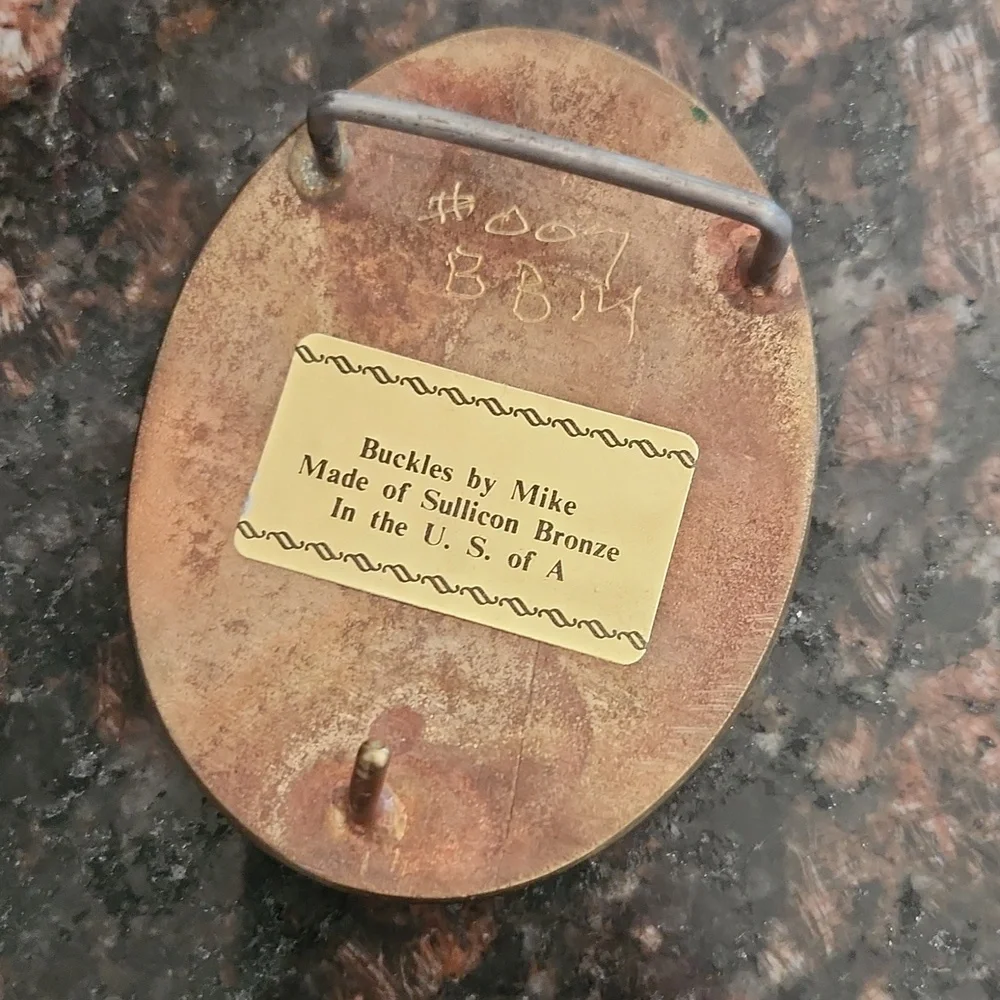 #007
BBM
Buckles by Mike
Made of Sullicon Bronze
In the U. S. of A